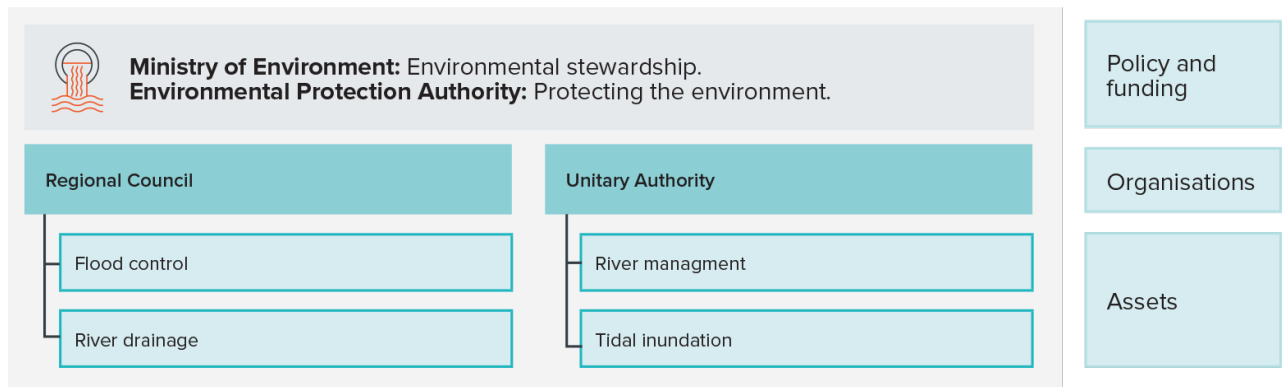 Ministry of Environment: Environmental stewardship.
Environmental Protection Authority: Protecting the environment.
Policy and
funding
Regional Council
Unitary Authority
Organisations
Flood control
River managment
River drainage
Tidal inundation
Assets